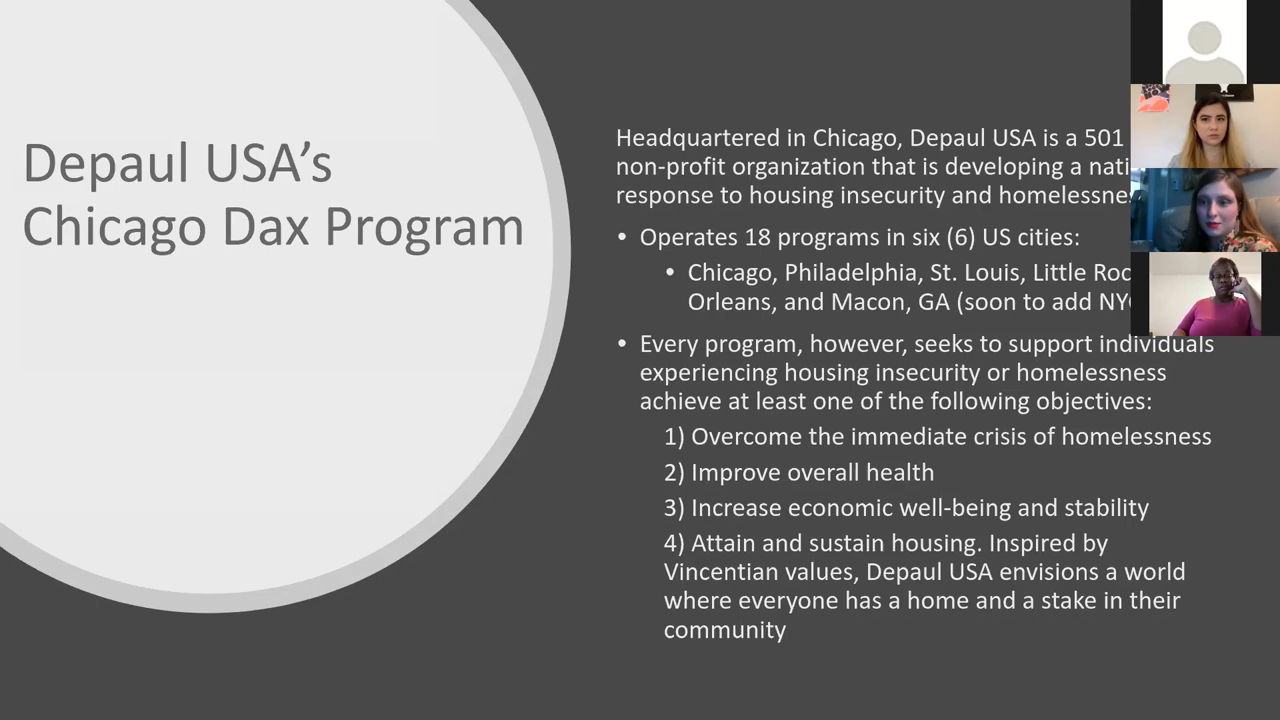 Depaul USA's
Chicago Dax Program
Headquartered in Chicago, Depaul USA is a 501
non-profit organization that is developing a
response to housing insecurity and
• Operates 18 programs in six (6) US cities:
• Chicago, Philadelphia, St. Louis, Little
Orleans, and Macon, GA (soon to add
• Every program, however, seeks to support individuals
experiencing housing insecurity or homelessness
achieve at least one of the following objectives:
1) Overcome the immediate crisis of homelessness
2) Improve overall health
3) Increase economic well-being and stability
4) Attain and sustain housing. Inspired by
Vincentian values, Depaul USA envisions a world
where everyone has a home and a stake in their
community